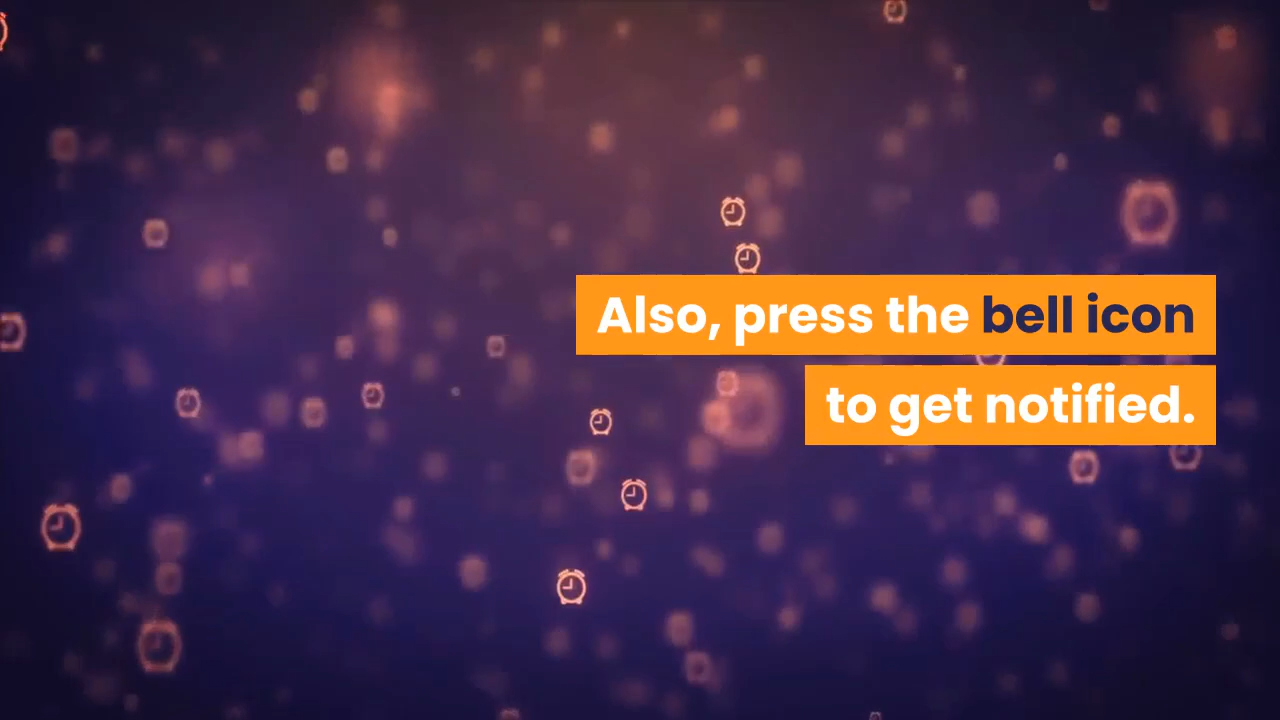 Also, press the bell icon
to get notified.